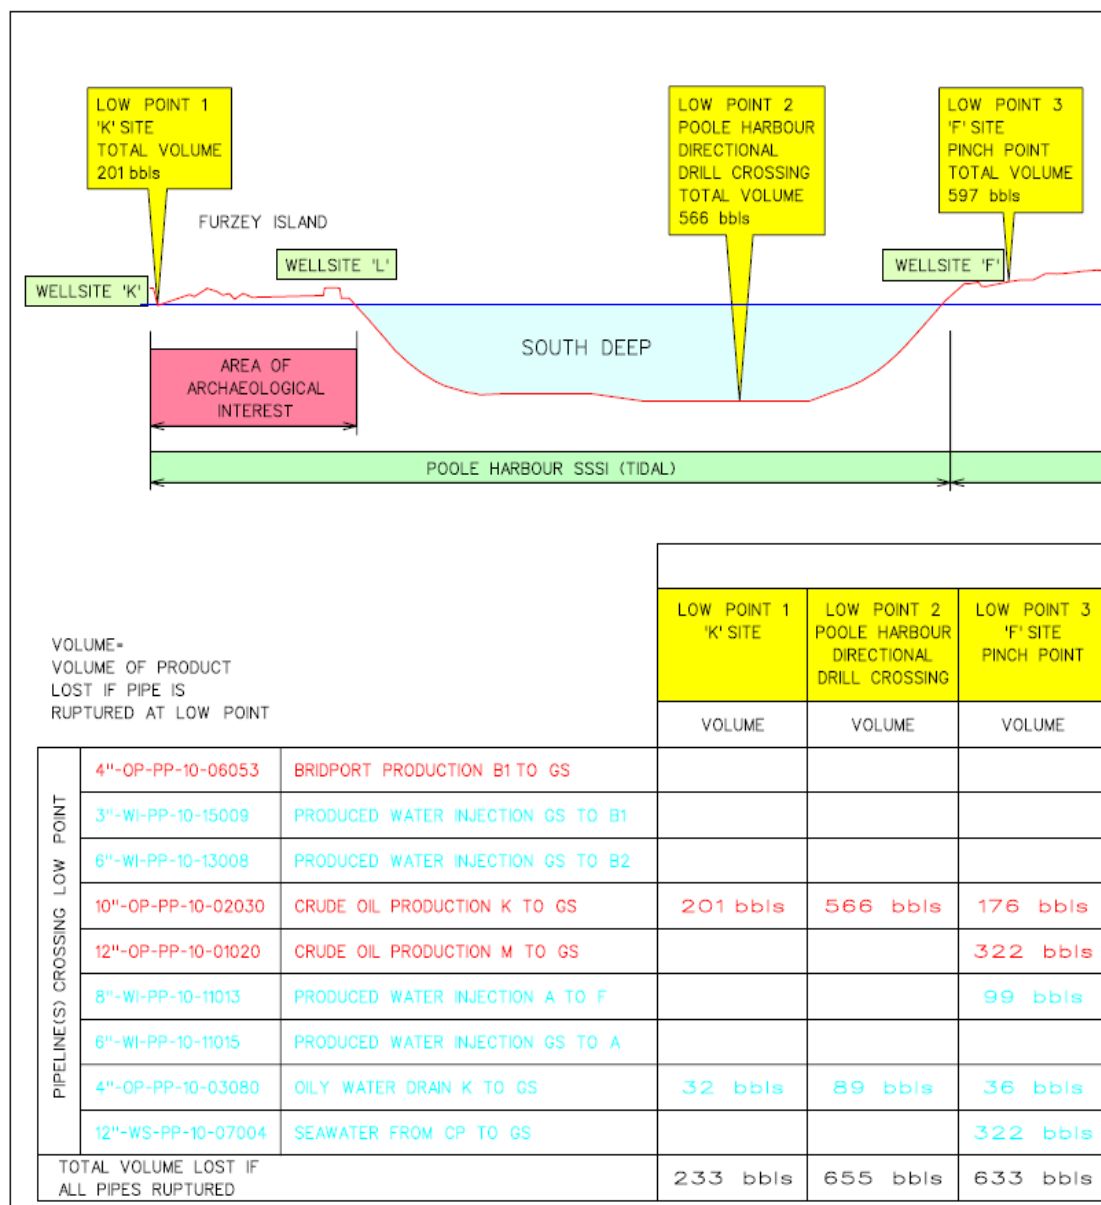 LOW POINT 1
'K' SITE
TOTAL VOLUME
201 bbls
LOW POINT 2
POOLE HARBOUR
DIRECTIONAL
DRILL CROSSING
TOTAL VOLUME
566 bbls
LOW POINT 3
'F' SITE
PINCH POINT
TOTAL VOLUME
597 bbls
FURZEY ISLAND
WELLSITE 'L'
WELLSITE 'F'
WELLSITE 'K'
SOUTH DEEP
AREA OF
ARCHAEOLOGICAL
INTEREST
POOLE HARBOUR SSSI (TIDAL)
VOLUME=
VOLUME OF PRODUCT
LOST IF PIPE IS
RUPTURED AT LOW POINT
LOW POINT 1
'K' SITE
LOW POINT 2
POOLE HARBOUR
DIRECTIONAL
DRILL CROSSING
LOW POINT 3
'F' SITE
PINCH POINT
VOLUME VOLUME VOLUME
PIPELINE(S) CROSSING LOW POINT
4"-OP-PP-10-06053 BRIDPORT PRODUCTION B1 TO GS
3"-WI-PP-10-15009 PRODUCED WATER INJECTION GS TO B1
6"-WI-PP-10-13008 PRODUCED WATER INJECTION GS TO B2
10"-OP-PP-10-02030 CRUDE OIL PRODUCTION K TO GS 201 bbls 566 bbls 176 bbls
12"-OP-PP-10-01020 CRUDE OIL PRODUCTION M TO GS 322 bbls
8"-WI-PP-10-11013 PRODUCED WATER INJECTION A TO F 99 bbls
6"-WI-PP-10-11015 PRODUCED WATER INJECTION GS TO A
4"-OP-PP-10-03080 OILY WATER DRAIN K TO GS 32 bbls 89 bbls 36 bbls
12"-WS-PP-10-07004 SEAWATER FROM CP TO GS 322 bbls
TOTAL VOLUME LOST IF
ALL PIPES RUPTURED 233 bbls 655 bbls 633 bbls